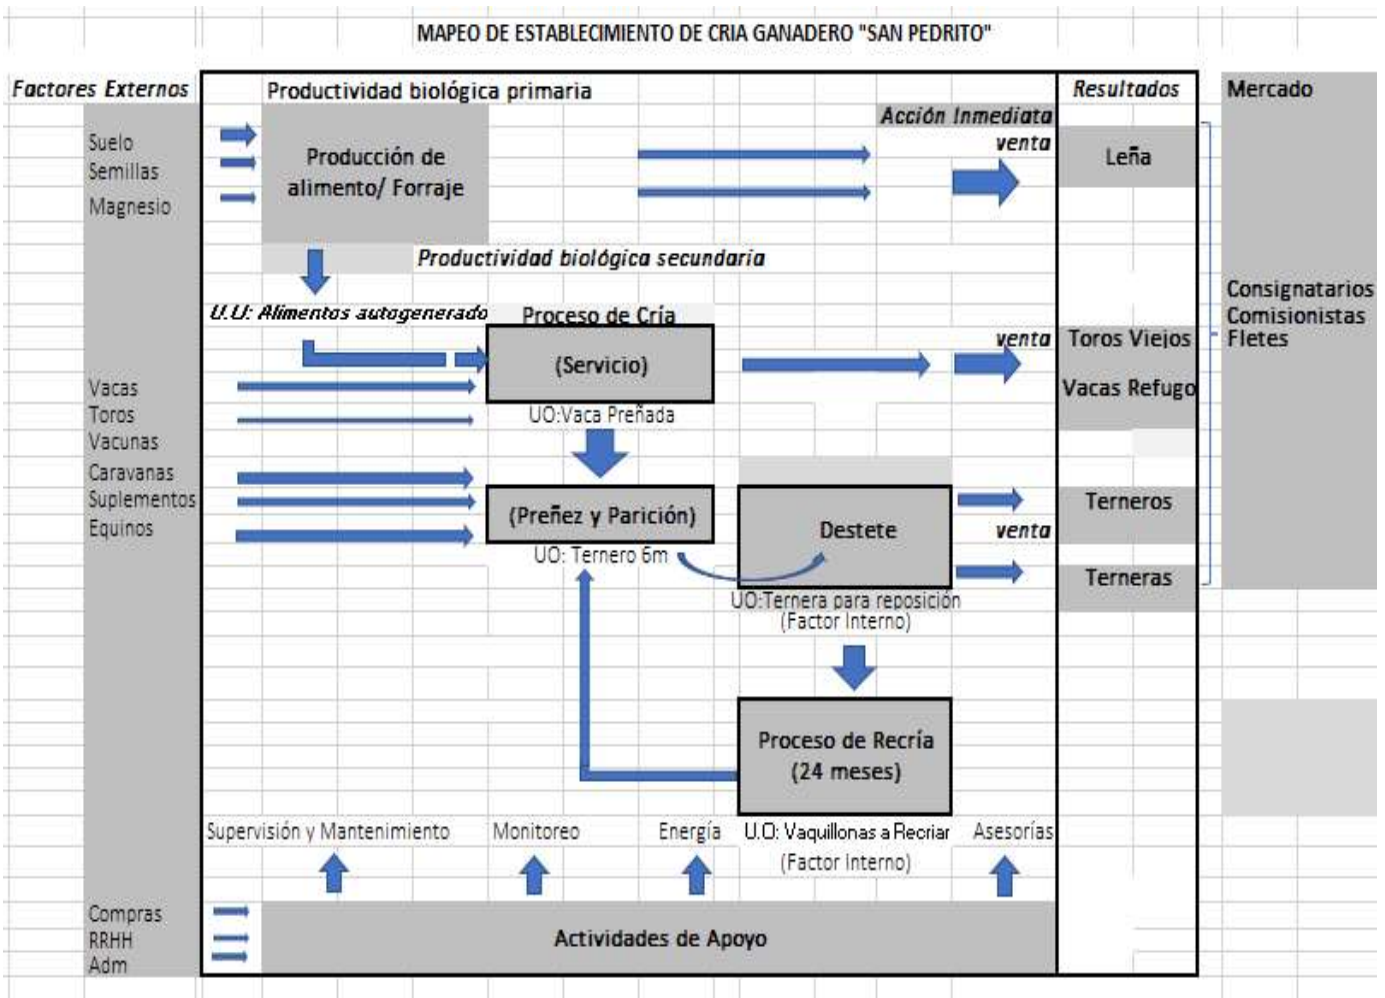 MAPEO DE ESTABLECIMIENTO DE CRIA GANADERO "SAN PEDRITO"
Factores Externos
Productividad biológica primaria
Resultados
Mercado
Acción Inmediata
Suelo
Semillas
Magnesio
Producción de
alimento/ Forraje
venta
Leña
Productividad biológica secundaria
U.U: Alimentos autogenerado
Proceso de Cría
(Servicio)
UO:Vaca Preñada
venta
Toros Viejos
Vacas Refugo
Consignatarios
Comisionistas
Fletes
Vacas
Toros
Vacunas
Caravanas
Suplementos
Equinos
(Preñez y Parición)
UO: Ternero 6m
Destete
UO:Ternera para reposición
(Factor Interno)
Terneros
venta
Terneras
Proceso de Recría
(24 meses)
U.O: Vaquillonas a Recriar
(Factor Interno)
Supervisión y Mantenimiento
Monitoreo
Energía
Asesorías
Compras
RRHH
Adm
Actividades de Apoyo